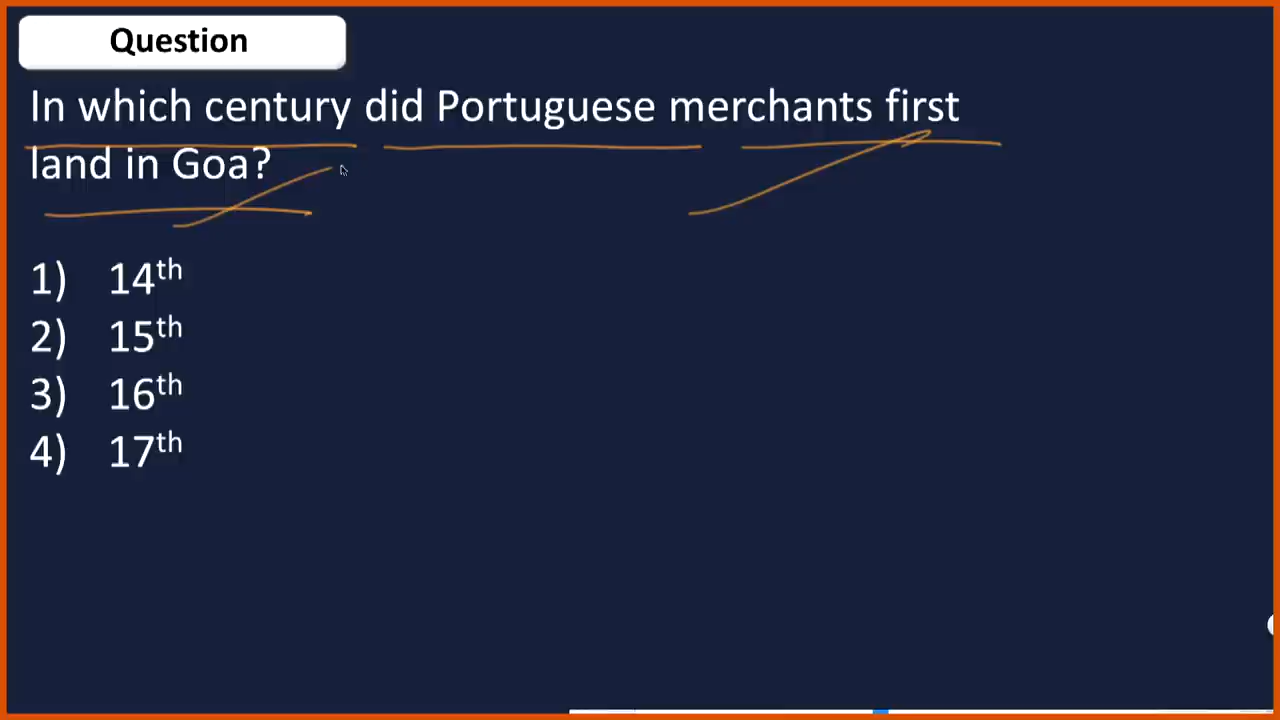 Question
In which century did Portuguese merchants first
land in Goa?
1) 14th
2) 15th
3) 16th
4) 17th